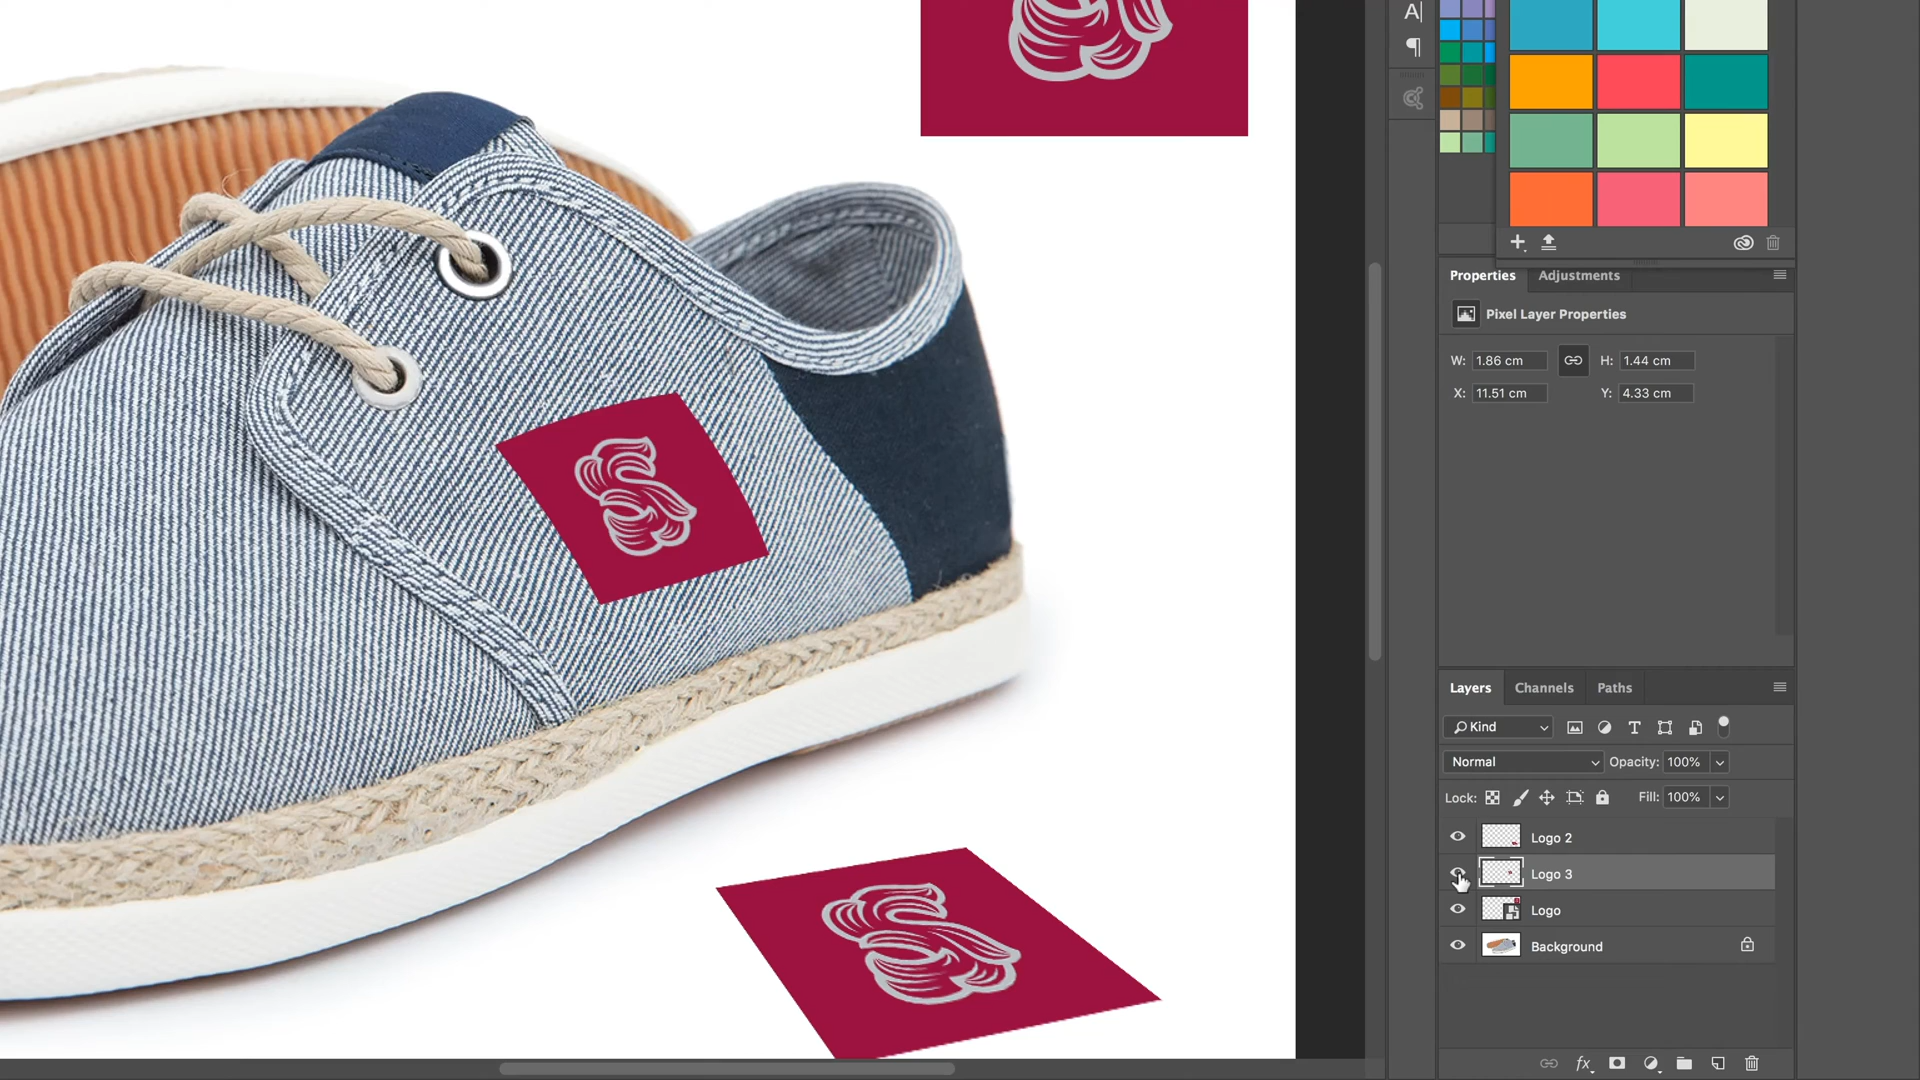 A|
Properties Adjustments
Pixel Layer Properties
W: 1.86 cm H: 1.44 cm
X: 11.51 cm Y: 4.33 cm
Layers Channels Paths
Kind T
Normal Opacity: 100%
Lock: Fill: 100%
Logo 2
Logo 3
Logo
Background
fx